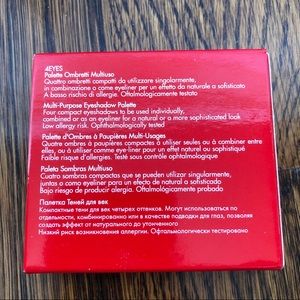 4EYES
Palette Ombretti Multiuso
Quattro ombretti compatti da utilizzare singolarmente,
in combinazione o come eyeliner per un effetto da naturale a sofisticato
A basso rischio di allergie. Oftalmologicamente testato
Multi-Purpose Eyeshadow Palette
Four compact eyeshadows to be used individually,
combined or as an eyeliner for a natural or a more sophisticated look
Low allergy risk. Ophthalmologically tested
Palette d'Ombres à Paupières Multi-Usages
Quatre ombres à paupières compactes à utiliser seules ou à combiner entre
elles, ou à utiliser comme eye liner pour un effet du naturel au sophistiqué
Faible risque d'allergies. Testé sous contrôle ophtalmologique
Paleta Sombras Multiuso
Cuatro sombras compactas que se pueden utilizar singularmente,
juntas o como eyeliner para un efecto de natural a sofisticado.
Bajo riesgo de producir alergia. Oftalmológicamente probado
Палетка Теней для век
Компактные тени для век четырех оттенков. Могут использоваться по
отдельности, комбинированно или в качестве подводки для глаз, позволяя
создать эффект от натурального до утонченного
Низкий риск возникновения аллергии. Офтальмологически тестировано